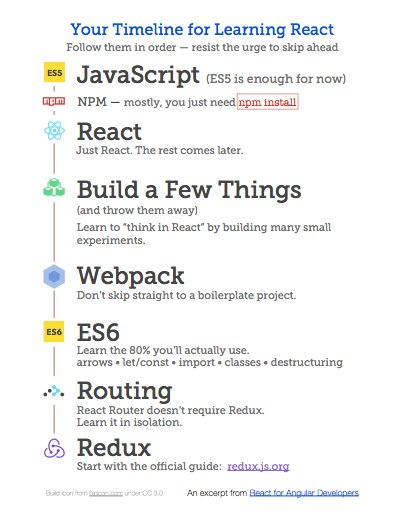 Your Timeline for Learning React
Follow them in order — resist the urge to skip ahead
ES5
JavaScript (ES5 is enough for now)
npm
NPM — mostly, you just need npm install
React
Just React. The rest comes later.
Build a Few Things
(and throw them away)
Learn to “think in React” by building many small
experiments.
Webpack
Don’t skip straight to a boilerplate project.
ES6
ES6
Learn the 80% you’ll actually use.
arrows • let/const • import • classes • destructuring
Routing
React Router doesn’t require Redux.
Learn it in isolation.
Redux
Start with the official guide: redux.js.org
Build icon from flaticon.com under CC 3.0
An excerpt from React for Angular Developers